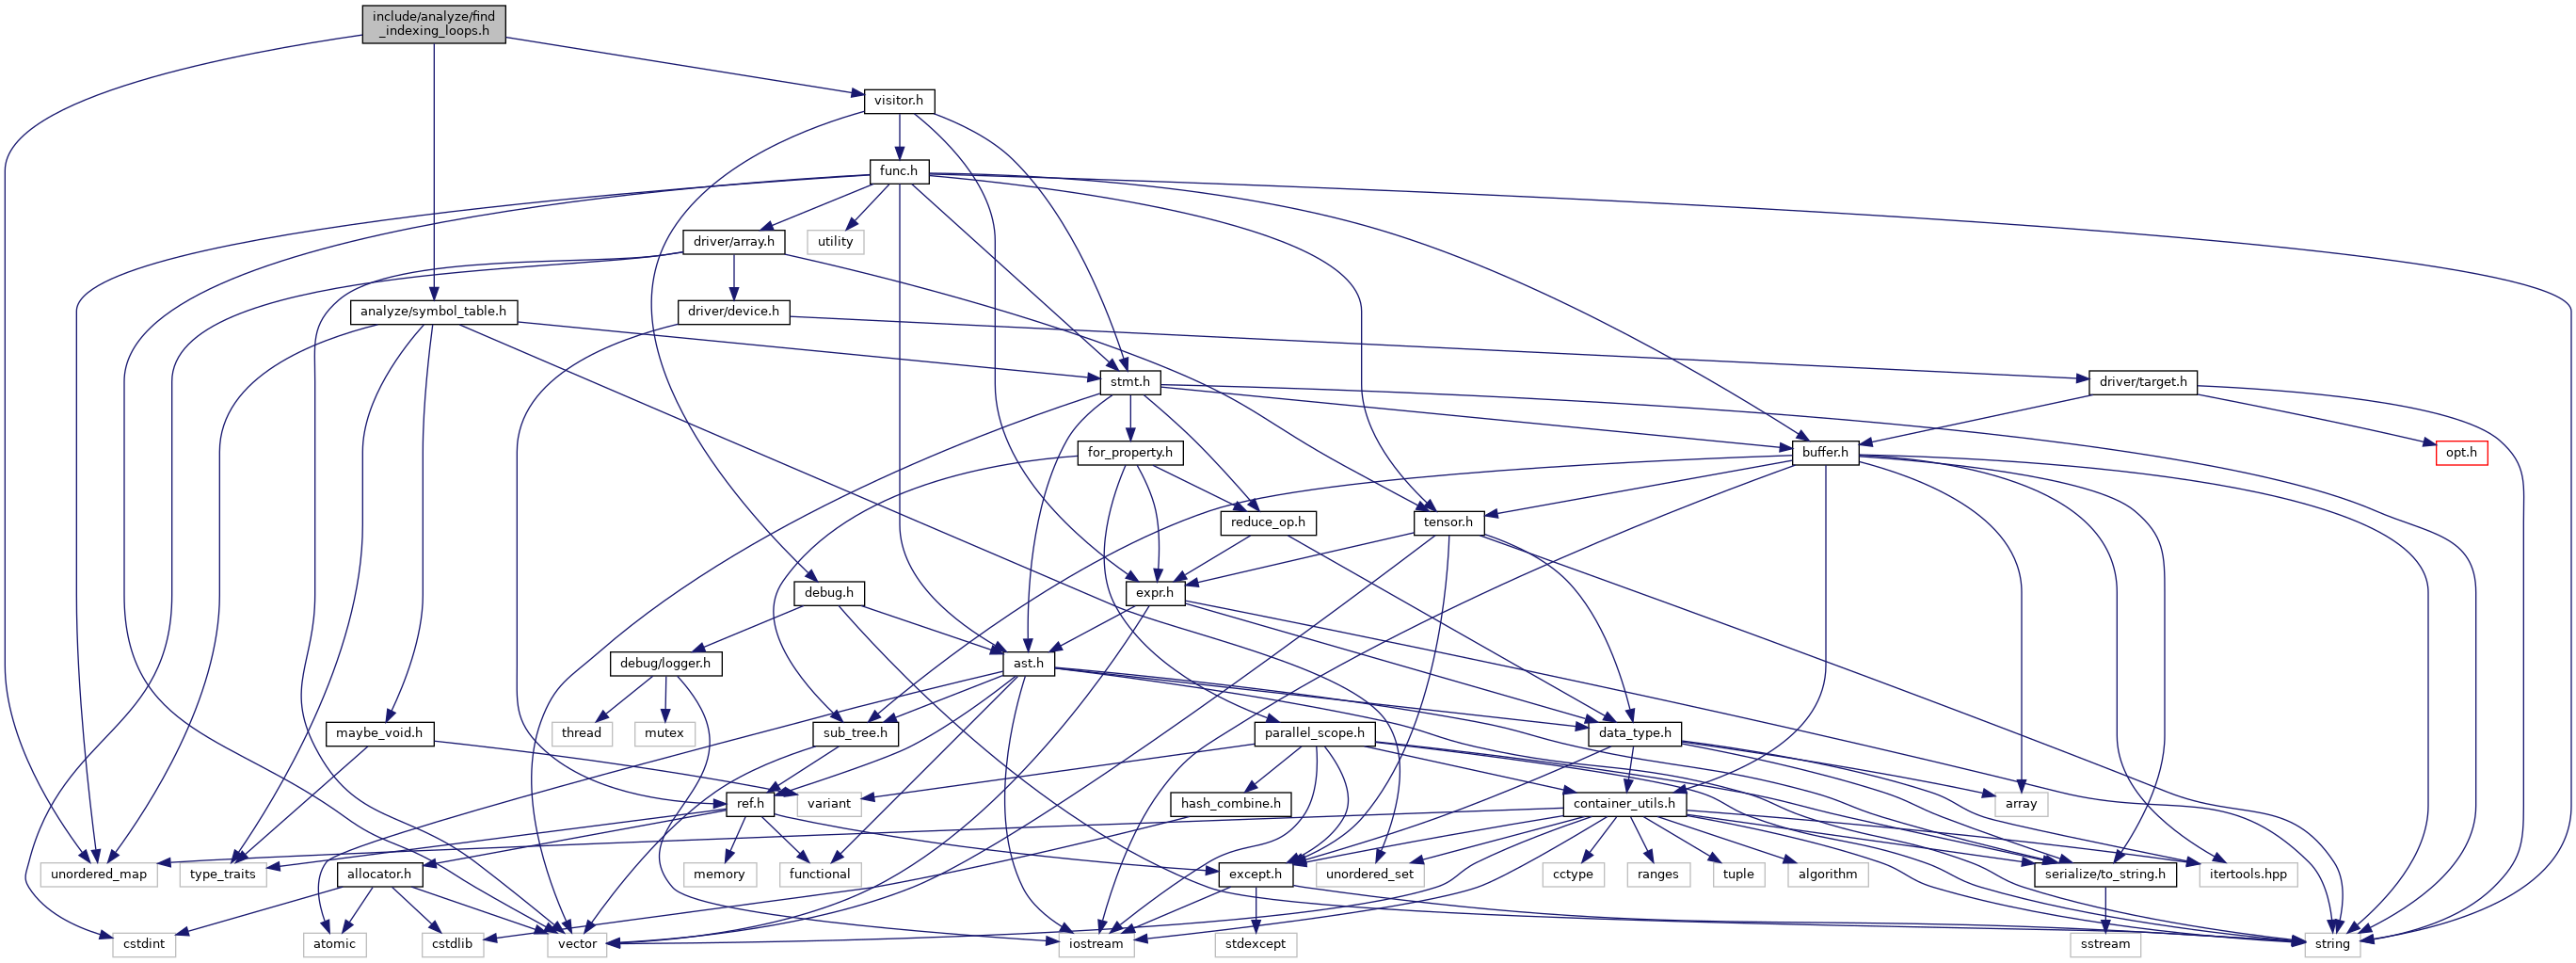 include/analyze/find
_indexing_loops.h
visitor.h
func.h
driver/array.h
utility
analyze/symbol_table.h
driver/device.h
stmt.h
driver/target.h
for_property.h
buffer.h
opt.h
reduce_op.h
tensor.h
debug.h
expr.h
debug/logger.h
ast.h
thread
mutex
maybe_void.h
sub_tree.h
parallel_scope.h
data_type.h
ref.h
variant
hash_combine.h
container_utils.h
array
unordered_map
type_traits
allocator.h
memory
functional
except.h
unordered_set
cctype
ranges
tuple
algorithm
serialize/to_string.h
itertools.hpp
cstdint
atomic
cstdlib
vector
iostream
stdexcept
sstream
string